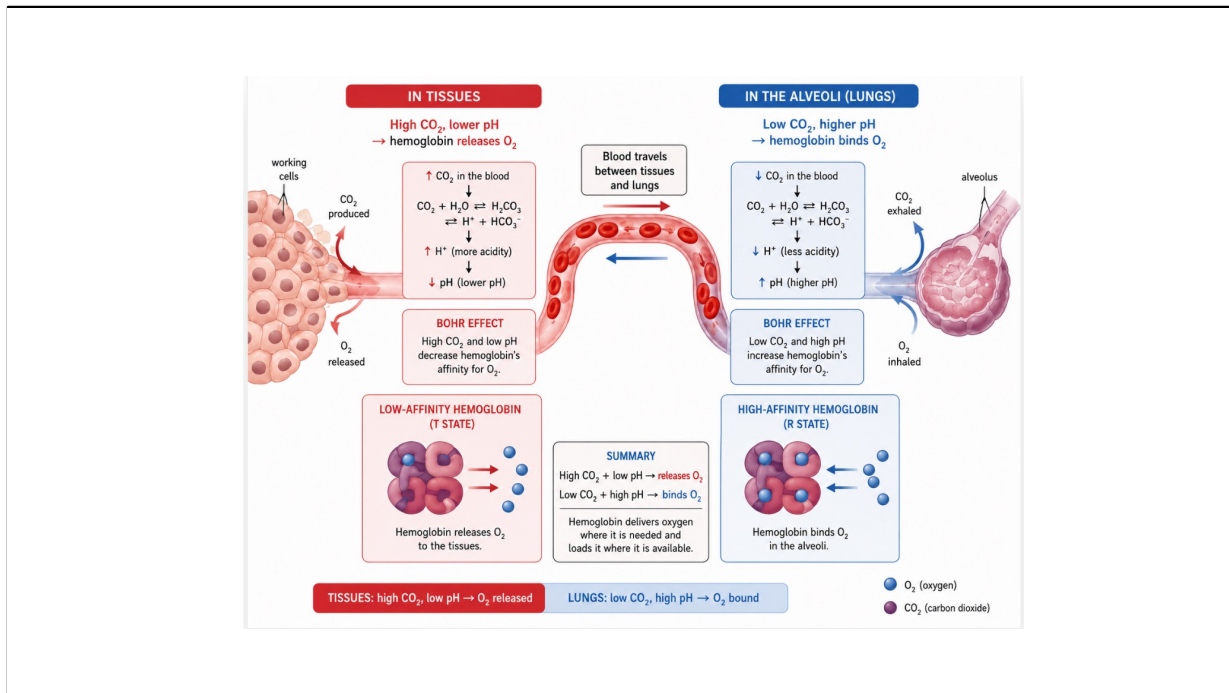 IN TISSUES
High CO₂, lower pH
→ hemoglobin releases O₂
working
cells
CO₂
produced
O₂
released
↑ CO₂ in the blood
CO₂ + H₂O ⇌ H₂CO₃
⇌ H⁺ + HCO₃⁻
↑ H⁺ (more acidity)
↓ pH (lower pH)
BOHR EFFECT
High CO₂ and low pH
decrease hemoglobin's
affinity for O₂.
LOW-AFFINITY HEMOGLOBIN
(T STATE)
Hemoglobin releases O₂
to the tissues.
Blood travels
between tissues
and lungs
SUMMARY
High CO₂ + low pH → releases O₂
Low CO₂ + high pH → binds O₂
Hemoglobin delivers oxygen
where it is needed and
loads it where it is available.
IN THE ALVEOLI (LUNGS)
Low CO₂, higher pH
→ hemoglobin binds O₂
↓ CO₂ in the blood
CO₂ + H₂O ⇌ H₂CO₃
⇌ H⁺ + HCO₃⁻
↓ H⁺ (less acidity)
↑ pH (higher pH)
alveolus
CO₂
exhaled
O₂
inhaled
BOHR EFFECT
Low CO₂ and high pH
increase hemoglobin's
affinity for O₂.
HIGH-AFFINITY HEMOGLOBIN
(R STATE)
Hemoglobin binds O₂
in the alveoli.
TISSUES: high CO₂, low pH → O₂ released
LUNGS: low CO₂, high pH → O₂ bound
O₂ (oxygen)
CO₂ (carbon dioxide)